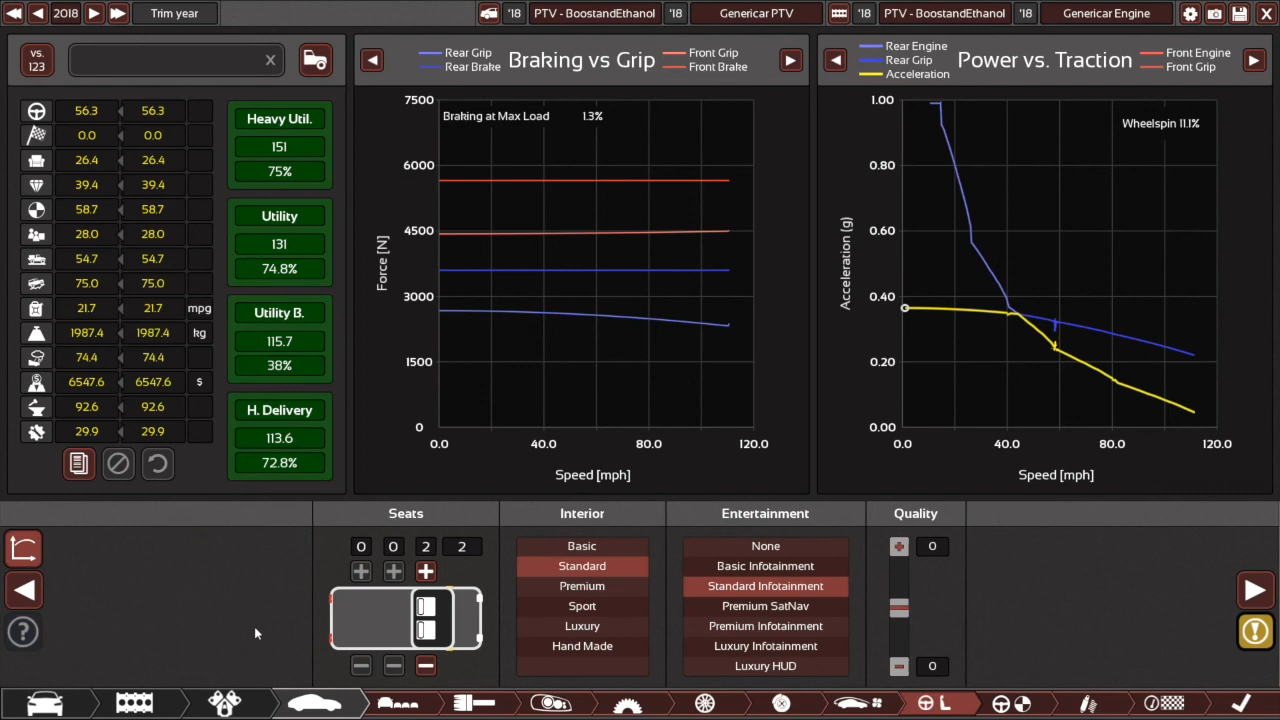 2018
Trim year
'18
PTV - BoostandEthanol
'18
Genericar PTV
'18
PTV - BoostandEthanol
'18
Genericar Engine
vs.
123
Rear Grip
Rear Brake
Braking vs Grip
Front Grip
Front Brake
Rear Engine
Rear Grip
Acceleration
Power vs. Traction
Front Engine
Front Grip
56.3 56.3
0.0 0.0
26.4 26.4
39.4 39.4
58.7 58.7
28.0 28.0
54.7 54.7
75.0 75.0
21.7 21.7 mpg
1987.4 1987.4 kg
74.4 74.4
6547.6 6547.6 $
92.6 92.6
29.9 29.9
Heavy Util.
151
75%
Utility
131
74.8%
Utility B.
115.7
38%
H. Delivery
113.6
72.8%
Braking at Max Load 1.3%
7500
6000
4500
3000
1500
0
Force [N]
0.0 40.0 80.0 120.0
Speed [mph]
Wheelspin 11.1%
1.00
0.80
0.60
0.40
0.20
0.00
Acceleration (g)
0.0 40.0 80.0 120.0
Speed [mph]
Seats
0 0 2 2
Interior
Basic
Standard
Premium
Sport
Luxury
Hand Made
Entertainment
None
Basic Infotainment
Standard Infotainment
Premium SatNav
Premium Infotainment
Luxury Infotainment
Luxury HUD
Quality
0
0